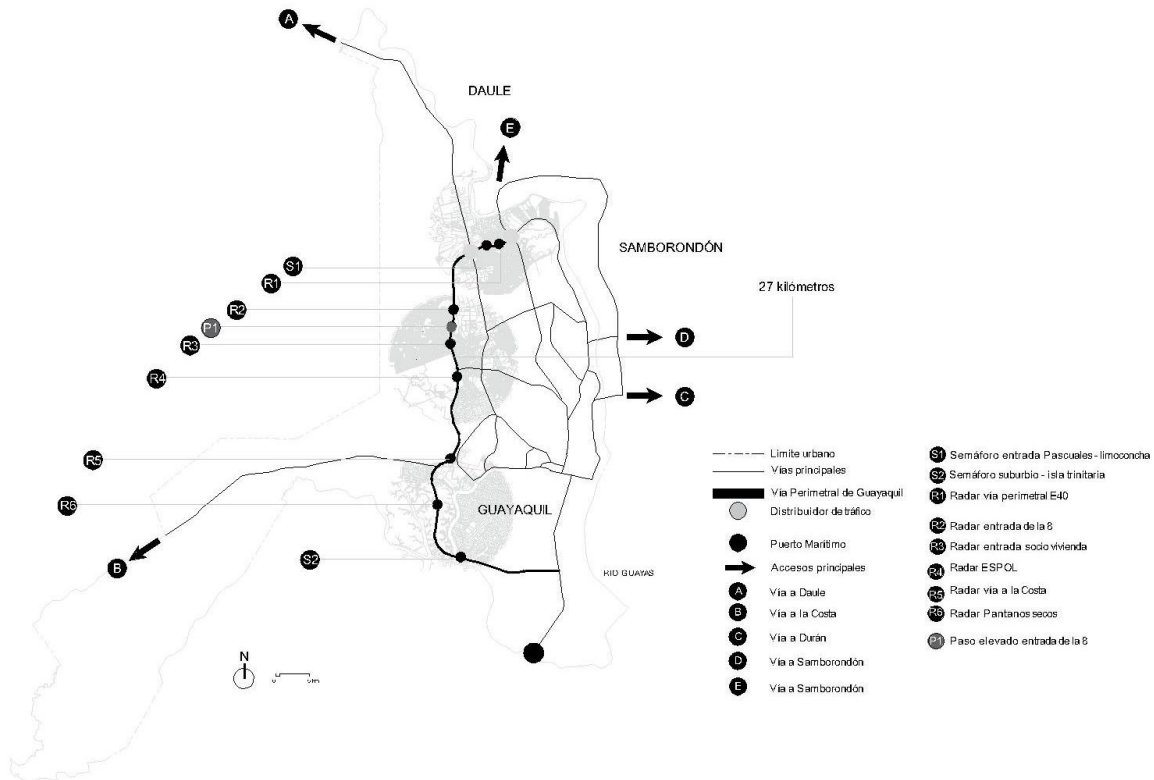 A
DAULE
E
SAMBORONDÓN
S1
R1
27 kilómetros
R2
P1
R3
D
R4
C
R5
R6
GUAYAQUIL
S2
B
RIO GUAYAS
N
Limite urbano
Vías principales
Vía Perimetral de Guayaquil
Distribuidor de tráfico
Puerto Marítimo
Accesos principales
A Vía a Daule
B Vía a la Costa
C Vía a Durán
D Vía a Samborondón
E Vía a Samborondón
S1 Semáforo entrada Pascuales - limoconcha
S2 Semáforo suburbio - isla trinitaria
R1 Radar vía perimetral E40
R2 Radar entrada de la 8
R3 Radar entrada socio vivienda
R4 Radar ESPOL
R5 Radar vía a la Costa
R6 Radar Pantanos secos
P1 Paso elevado entrada de la 8